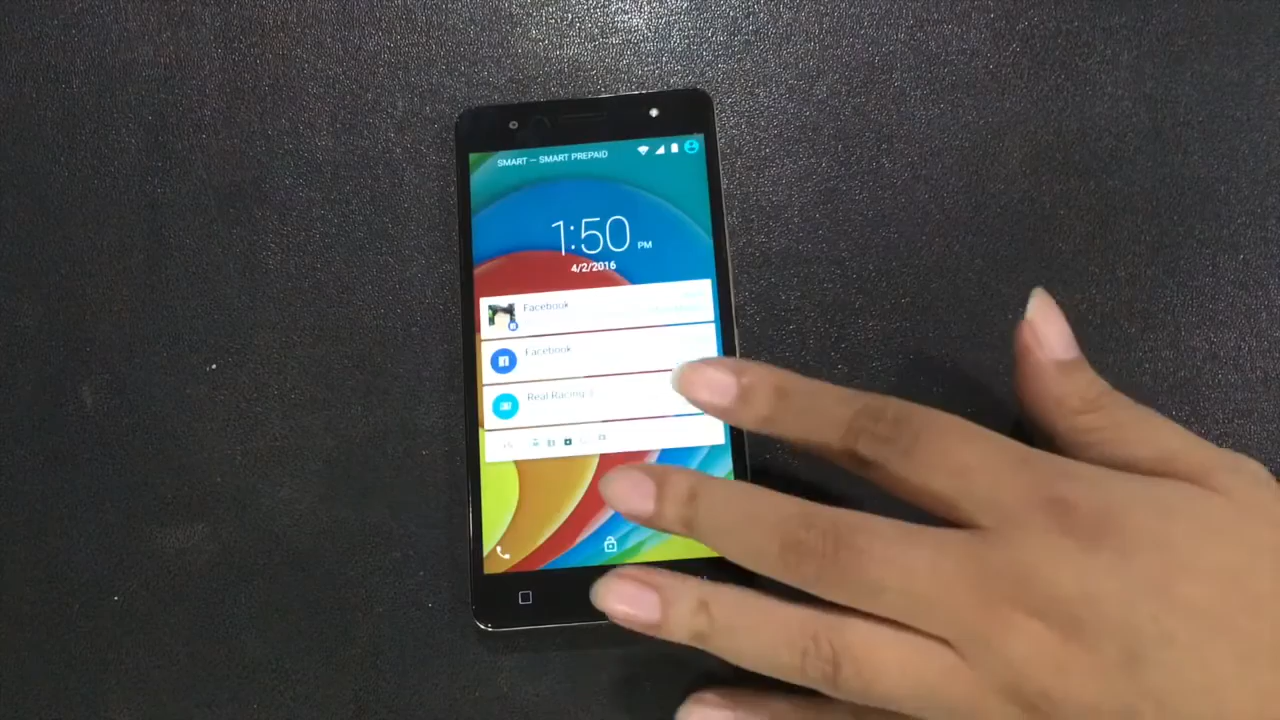 SMART — SMART PREPAID
1:50 PM
4/2/2016
Facebook
Facebook
Real Racing 3